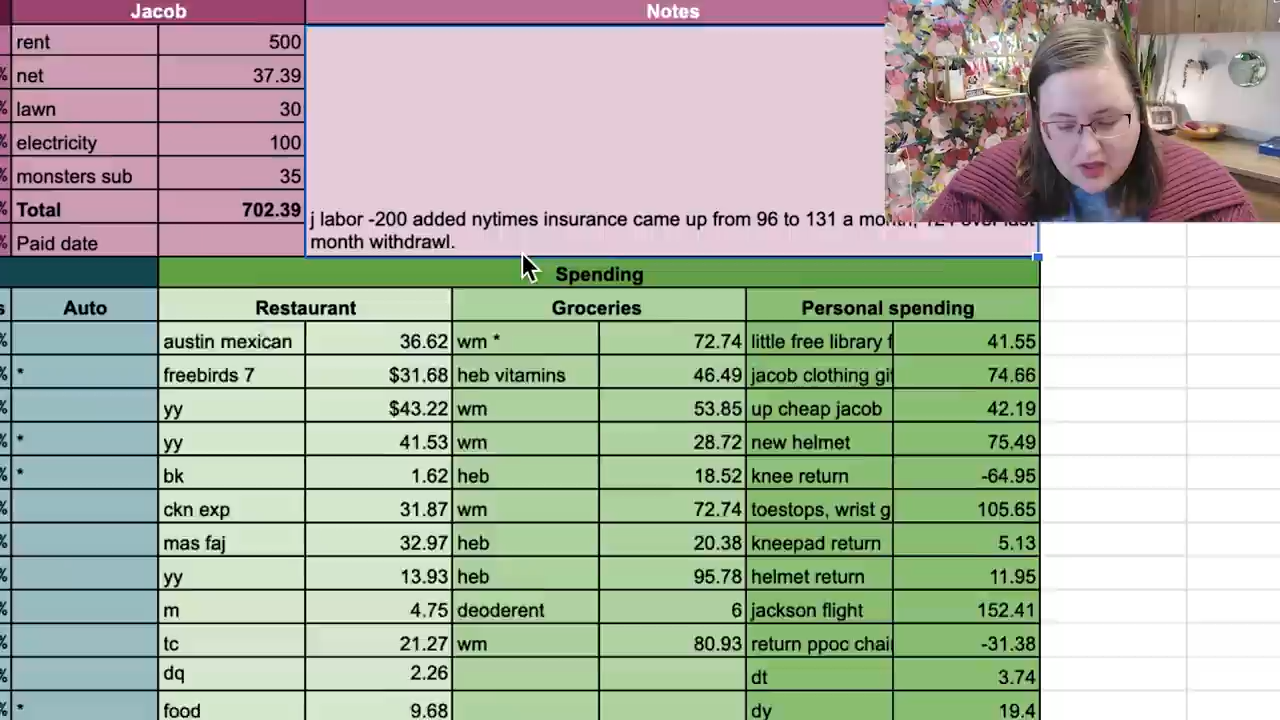 Jacob Notes
% rent 500
% net 37.39
% lawn 30
% electricity 100
% monsters sub 35
% Total 702.39
% Paid date
j labor -200 added nytimes insurance came up from 96 to 131 a month, last
month withdrawl.
Spending
s Auto Restaurant Groceries Personal spending
% austin mexican 36.62 wm * 72.74 little free library f 41.55
% * freebirds 7 $31.68 heb vitamins 46.49 jacob clothing gif 74.66
% yy $43.22 wm 53.85 up cheap jacob 42.19
% * yy 41.53 wm 28.72 new helmet 75.49
% * bk 1.62 heb 18.52 knee return -64.95
% ckn exp 31.87 wm 72.74 toestops, wrist g 105.65
% mas faj 32.97 heb 20.38 kneepad return 5.13
% yy 13.93 heb 95.78 helmet return 11.95
% m 4.75 deoderent 6 jackson flight 152.41
% tc 21.27 wm 80.93 return ppoc chai -31.38
% dq 2.26 dt 3.74
% * food 9.68 dy 19.4